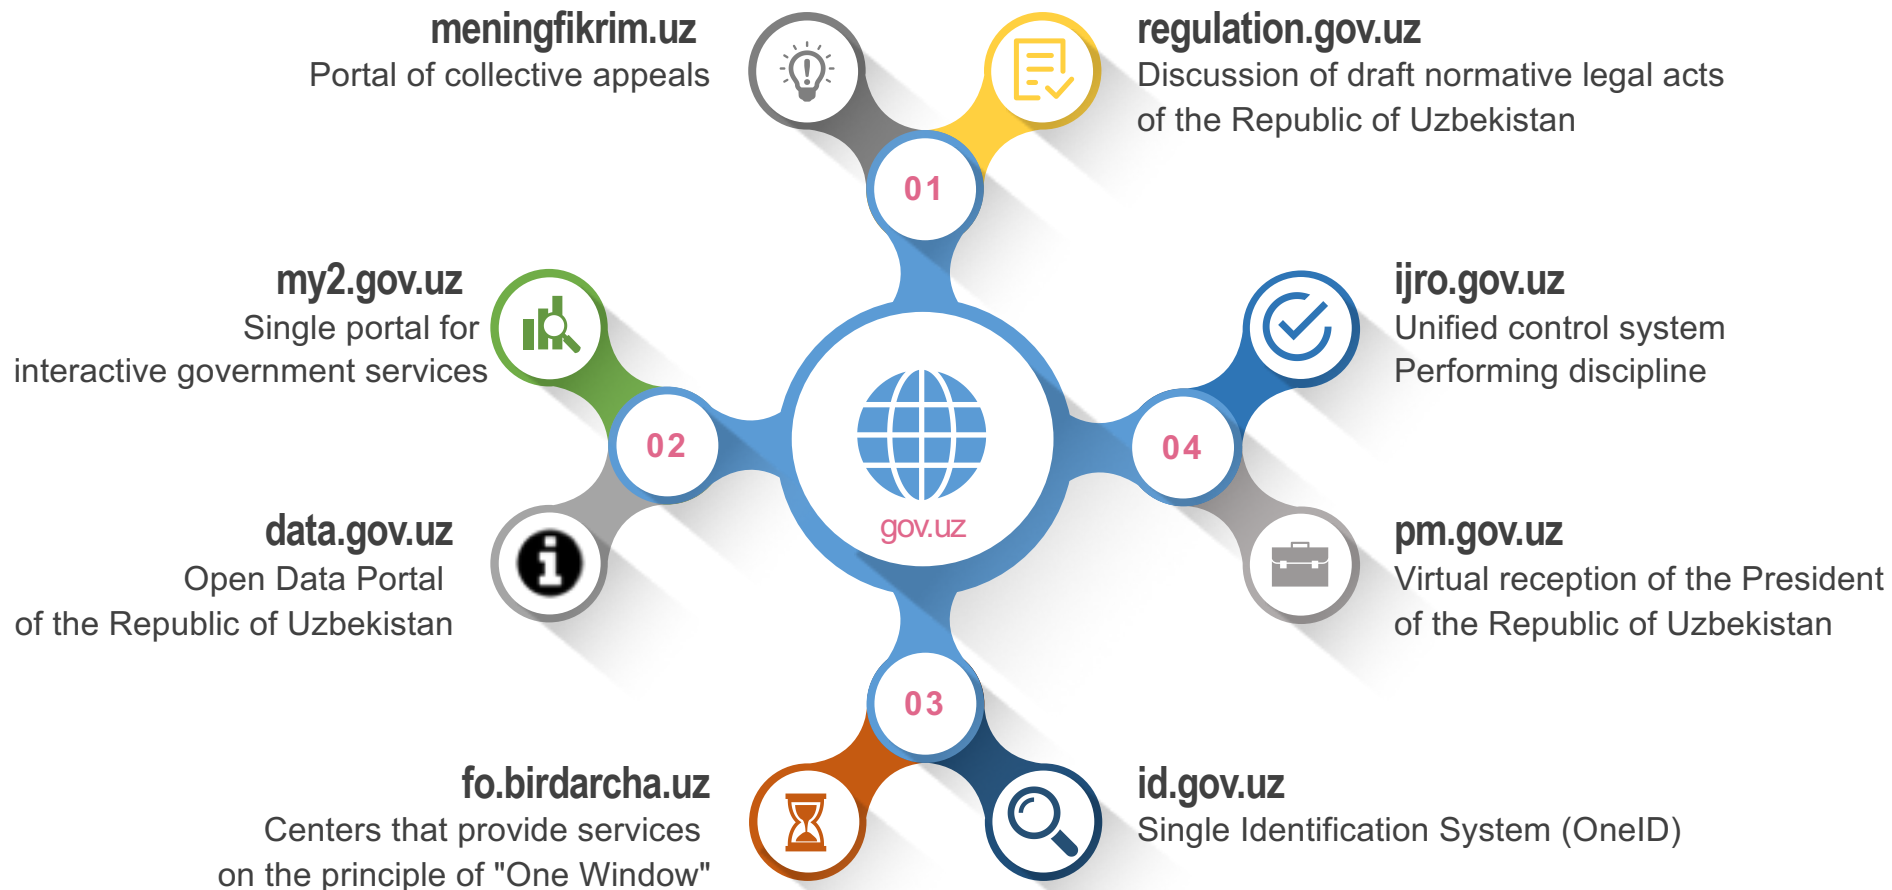 meningfikrim.uz
Portal of collective appeals
regulation.gov.uz
Discussion of draft normative legal acts
of the Republic of Uzbekistan
01
my2.gov.uz
Single portal for
interactive government services
ijro.gov.uz
Unified control system
Performing discipline
02
gov.uz
04
data.gov.uz
Open Data Portal
of the Republic of Uzbekistan
pm.gov.uz
Virtual reception of the President
of the Republic of Uzbekistan
03
fo.birdarcha.uz
Centers that provide services
on the principle of "One Window"
id.gov.uz
Single Identification System (OneID)